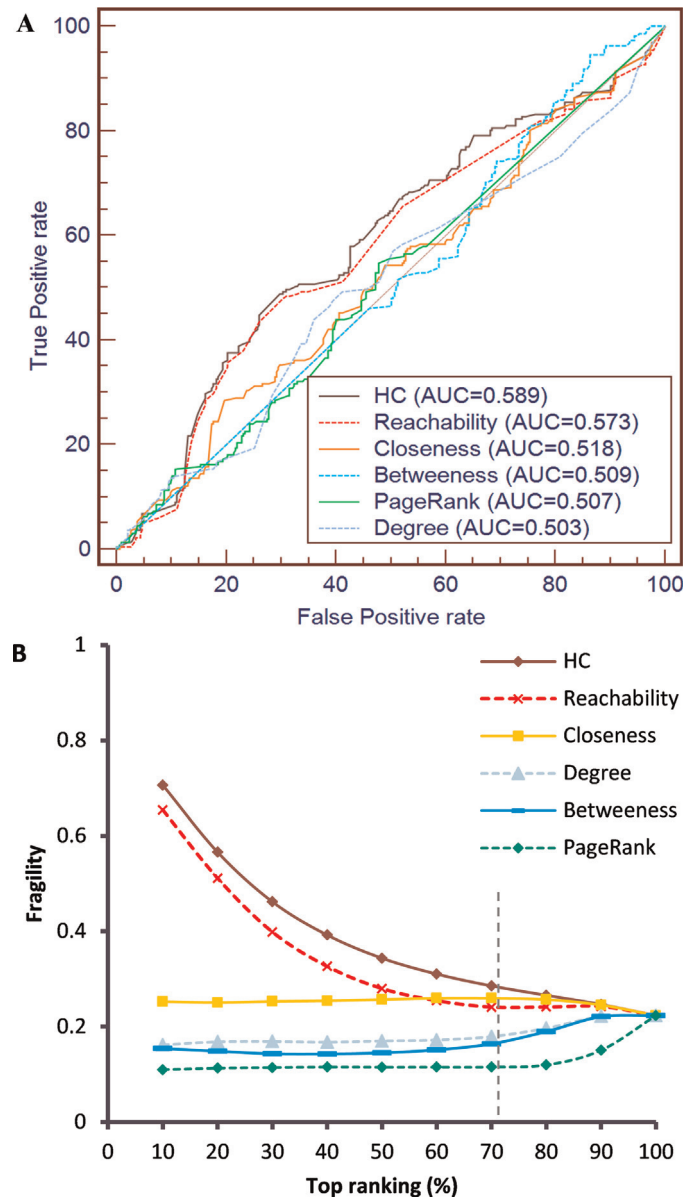 A
100
80
60
40
20
0
True Positive rate
HC (AUC=0.589)
Reachability (AUC=0.573)
Closeness (AUC=0.518)
Betweeness (AUC=0.509)
PageRank (AUC=0.507)
Degree (AUC=0.503)
0 20 40 60 80 100
False Positive rate
B
1
0.8
0.6
0.4
0.2
0
Fragility
HC
Reachability
Closeness
Degree
Betweeness
PageRank
0 10 20 30 40 50 60 70 80 90 100
Top ranking (%)